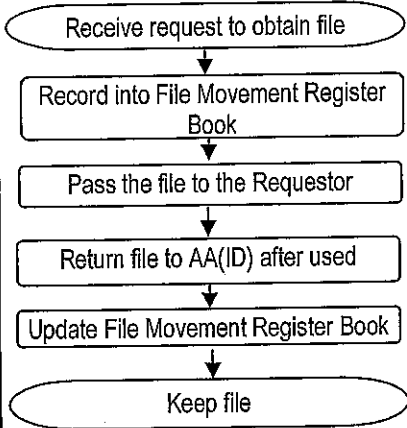 Receive request to obtain file
Record into File Movement Register
Book
Pass the file to the Requestor
Return file to AA(ID) after used
Update File Movement Register Book
Keep file